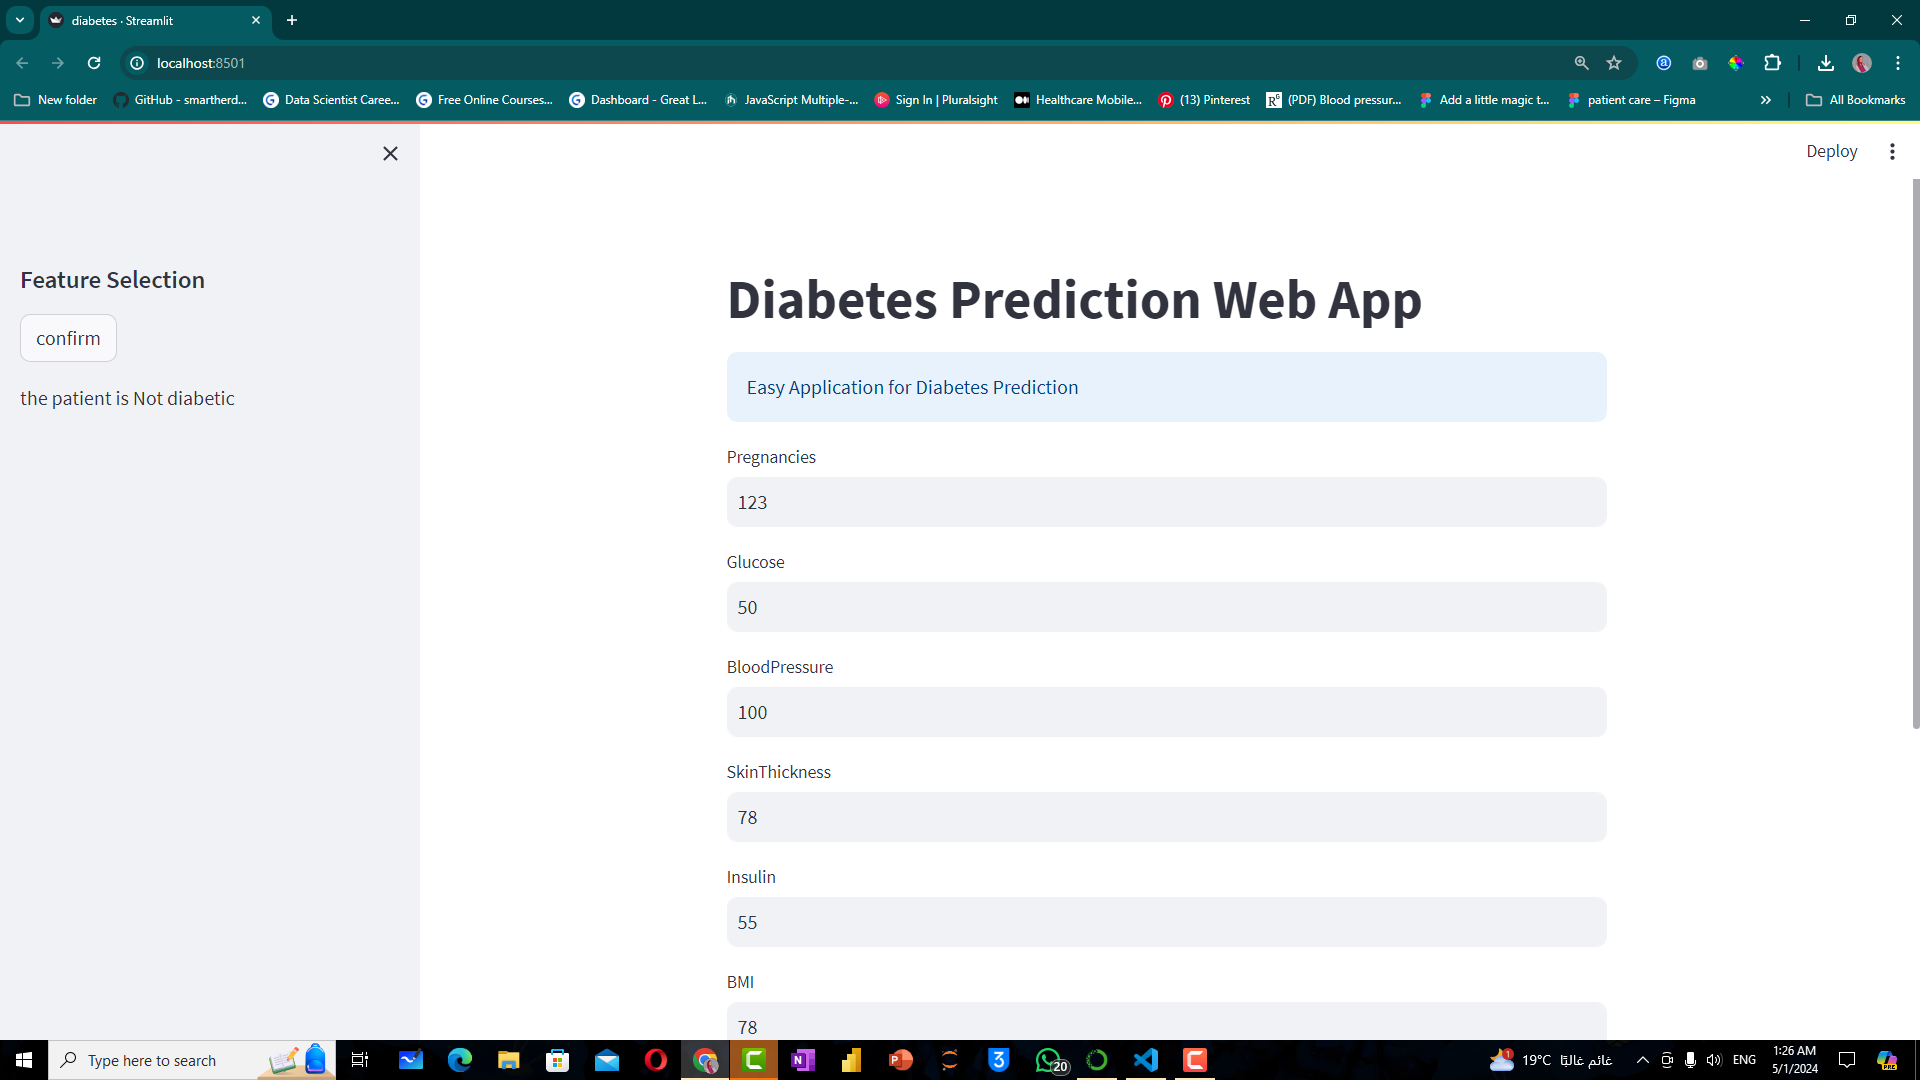 diabetes · Streamlit
localhost:8501
New folder
GitHub - smartherd...
Data Scientist Caree...
Free Online Courses...
Dashboard - Great L...
JavaScript Multiple-...
Sign In | Pluralsight
Healthcare Mobile...
(13) Pinterest
(PDF) Blood pressur...
Add a little magic t...
patient care – Figma
All Bookmarks
Deploy
Feature Selection
confirm
the patient is Not diabetic
Diabetes Prediction Web App
Easy Application for Diabetes Prediction
Pregnancies
123
Glucose
50
BloodPressure
100
SkinThickness
78
Insulin
55
BMI
78
Type here to search
20
1
19°C غائم غالبًا
ENG
1:26 AM
5/1/2024